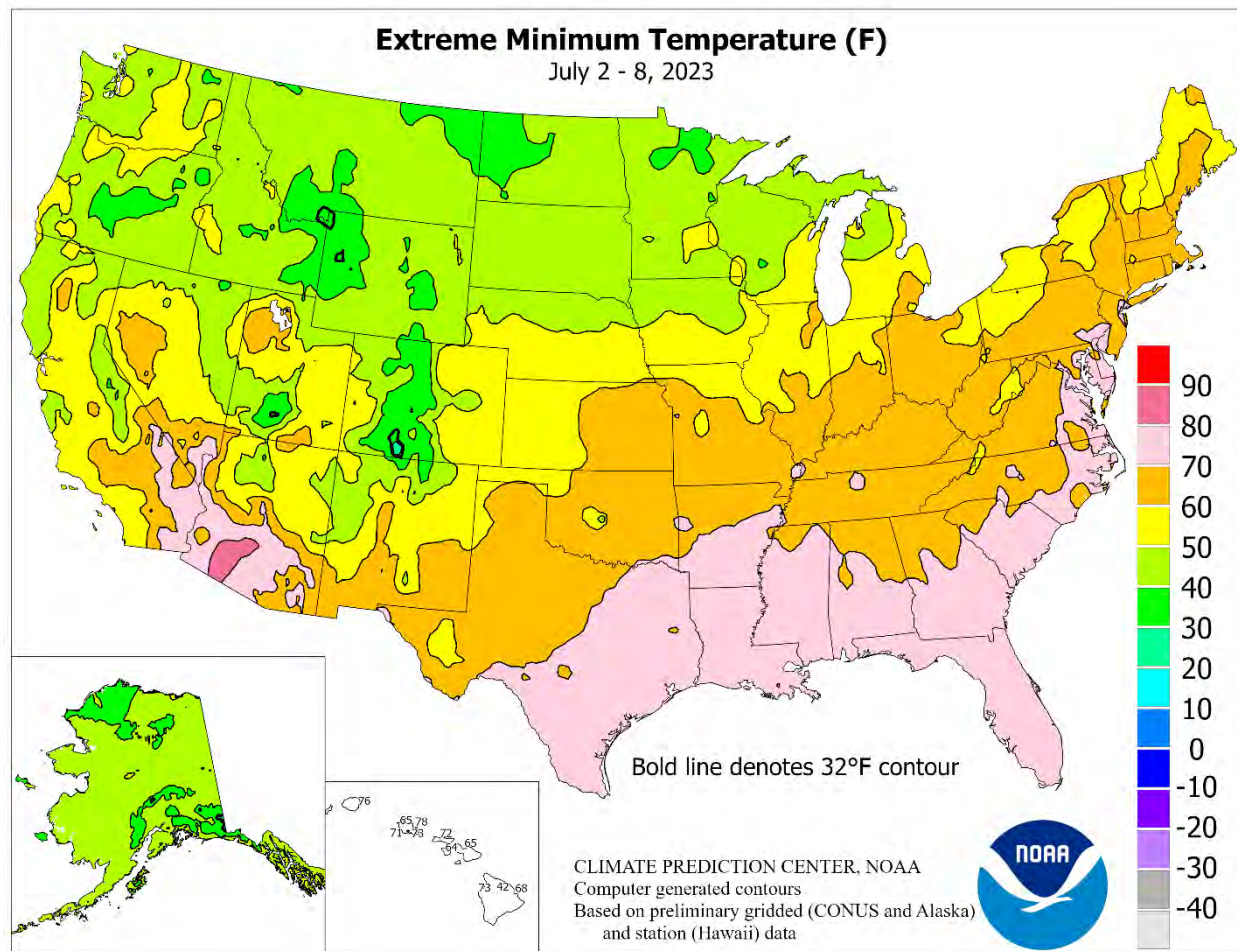 Extreme Minimum Temperature (F)
July 2 - 8, 2023
90
80
70
60
50
40
30
20
10
0
-10
-20
-30
-40
Bold line denotes 32°F contour
76
65 78
71 73
72
64 65
73 42 68
CLIMATE PREDICTION CENTER, NOAA
Computer generated contours
Based on preliminary gridded (CONUS and Alaska)
and station (Hawaii) data
NOAA